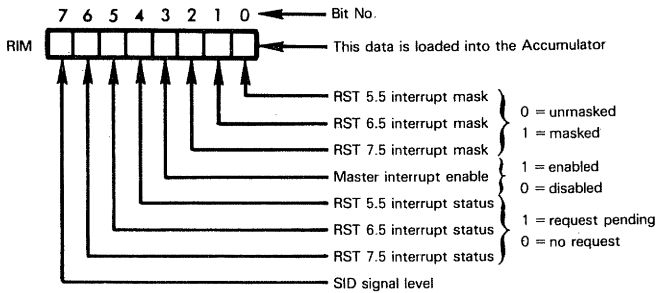 7 6 5 4 3 2 1 0 Bit No.
RIM This data is loaded into the Accumulator
RST 5.5 interrupt mask
RST 6.5 interrupt mask
RST 7.5 interrupt mask
0 = unmasked
1 = masked
Master interrupt enable
1 = enabled
0 = disabled
RST 5.5 interrupt status
RST 6.5 interrupt status
RST 7.5 interrupt status
1 = request pending
0 = no request
SID signal level